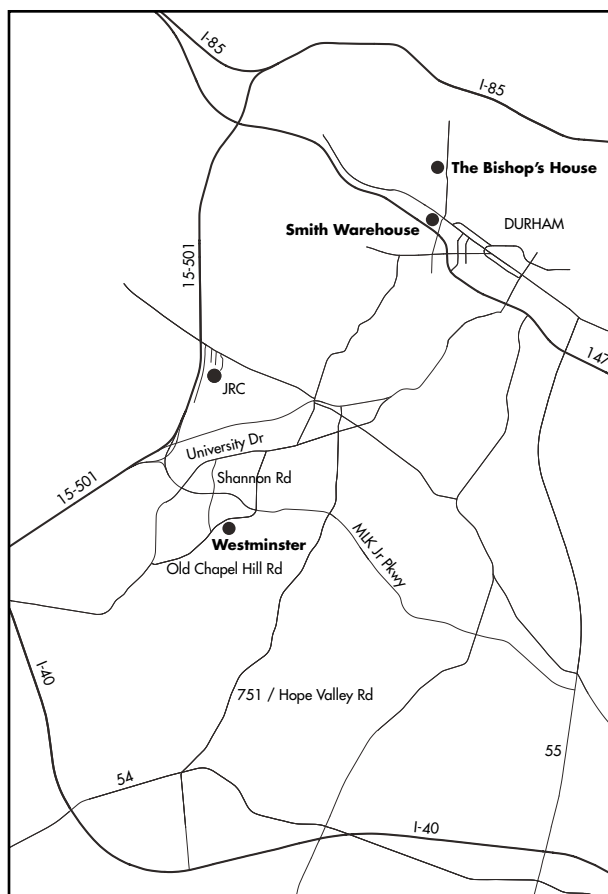 I-85
I-85
The Bishop's House
Smith Warehouse
DURHAM
15-501
147
JRC
University Dr
15-501
Shannon Rd
MLK Jr Pkwy
Westminster
Old Chapel Hill Rd
I-40
751 / Hope Valley Rd
55
54
I-40